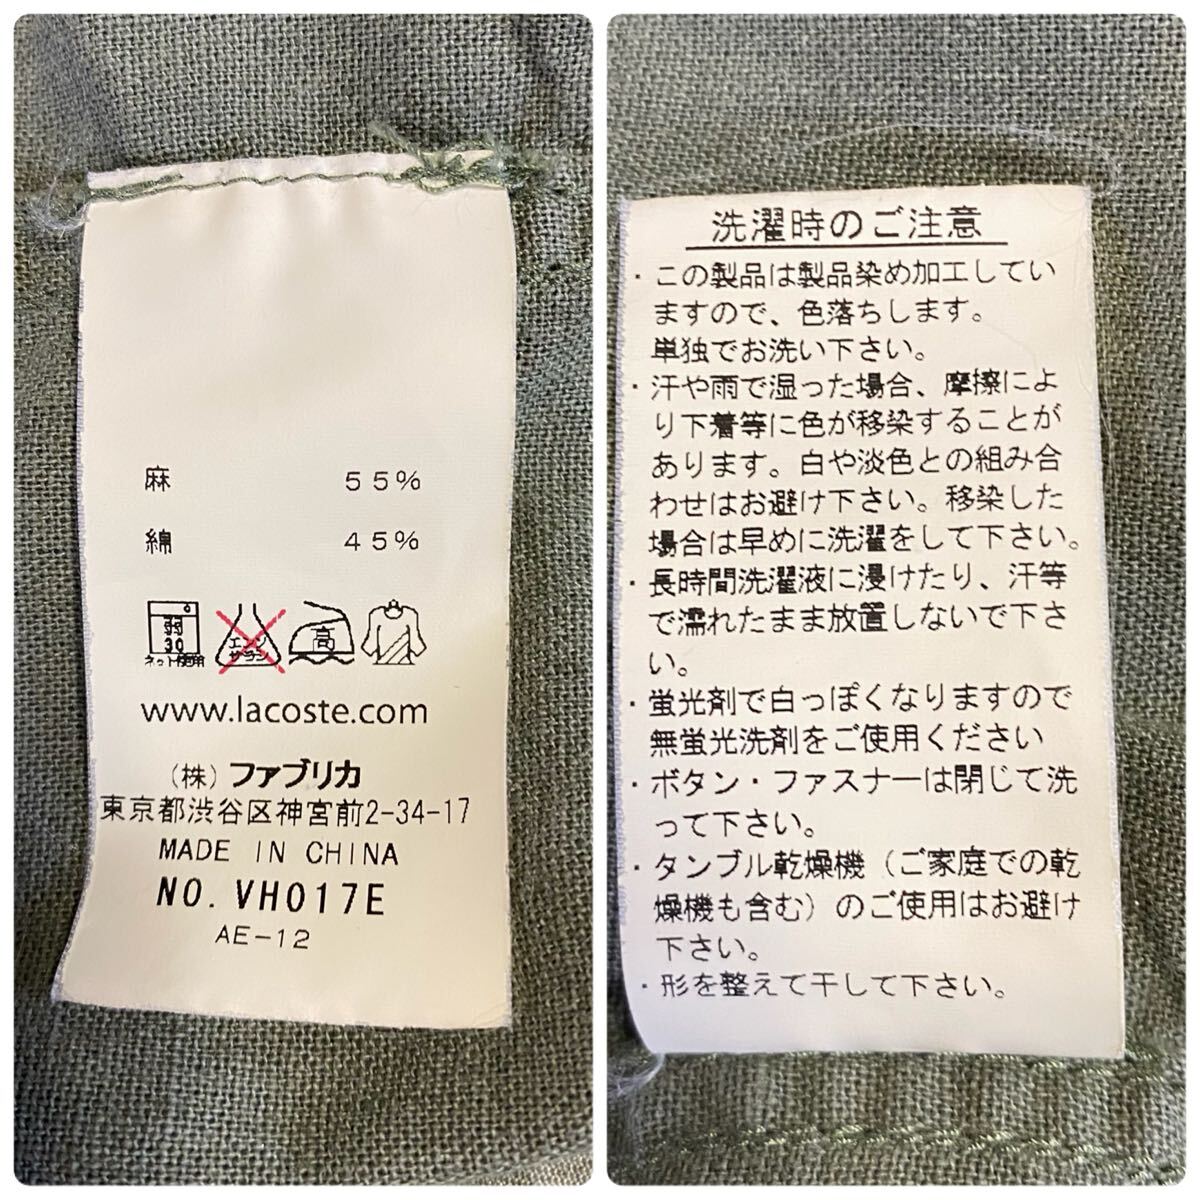 麻 55%
綿 45%
弱
30
ネット使用
エンソ
サラシ
高
www.lacoste.com
(株) ファブリカ
東京都渋谷区神宮前2-34-17
MADE IN CHINA
NO. VH017E
AE-12
洗濯時のご注意
・この製品は製品染め加工してい
ますので、色落ちします。
単独でお洗い下さい。
・汗や雨で湿った場合、摩擦によ
り下着等に色が移染することが
あります。白や淡色との組み合
わせはお避け下さい。移染した
場合は早めに洗濯をして下さい。
・長時間洗濯液に浸けたり、汗等
で濡れたまま放置しないで下さ
い。
・蛍光剤で白っぽくなりますので
無蛍光洗剤をご使用ください
・ボタン・ファスナーは閉じて洗
って下さい。
・タンブル乾燥機（ご家庭での乾
燥機も含む）のご使用はお避け
下さい。
・形を整えて干して下さい。